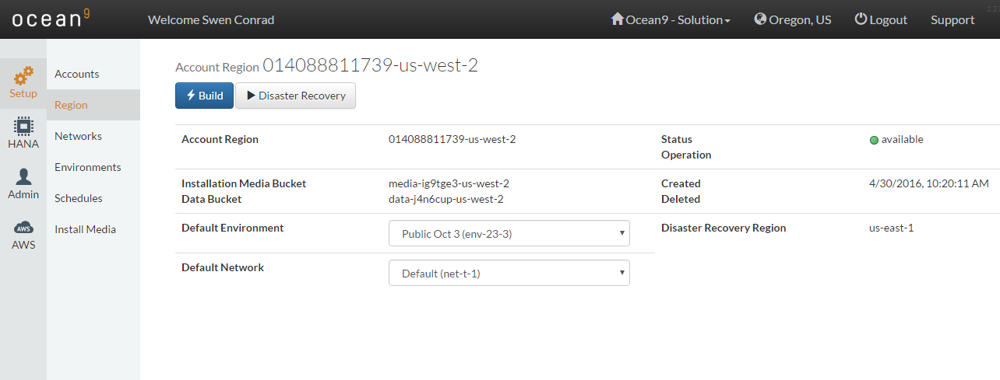 ocean9 Welcome Swen Conrad Ocean9 - Solution Oregon, US Logout Support
Setup
HANA
Admin
AWS
AWS
Accounts
Region
Networks
Environments
Schedules
Install Media
Account Region 014088811739-us-west-2
Build Disaster Recovery
Account Region 014088811739-us-west-2 Status available
Operation
Installation Media Bucket media-ig9tge3-us-west-2 Created 4/30/2016, 10:20:11 AM
Data Bucket data-j4n6cup-us-west-2 Deleted
Default Environment Public Oct 3 (env-23-3) Disaster Recovery Region us-east-1
Default Network Default (net-t-1)